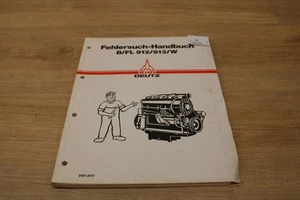 Fehlersuch-Handbuch
B/FL 912/913/W
DEUTZ